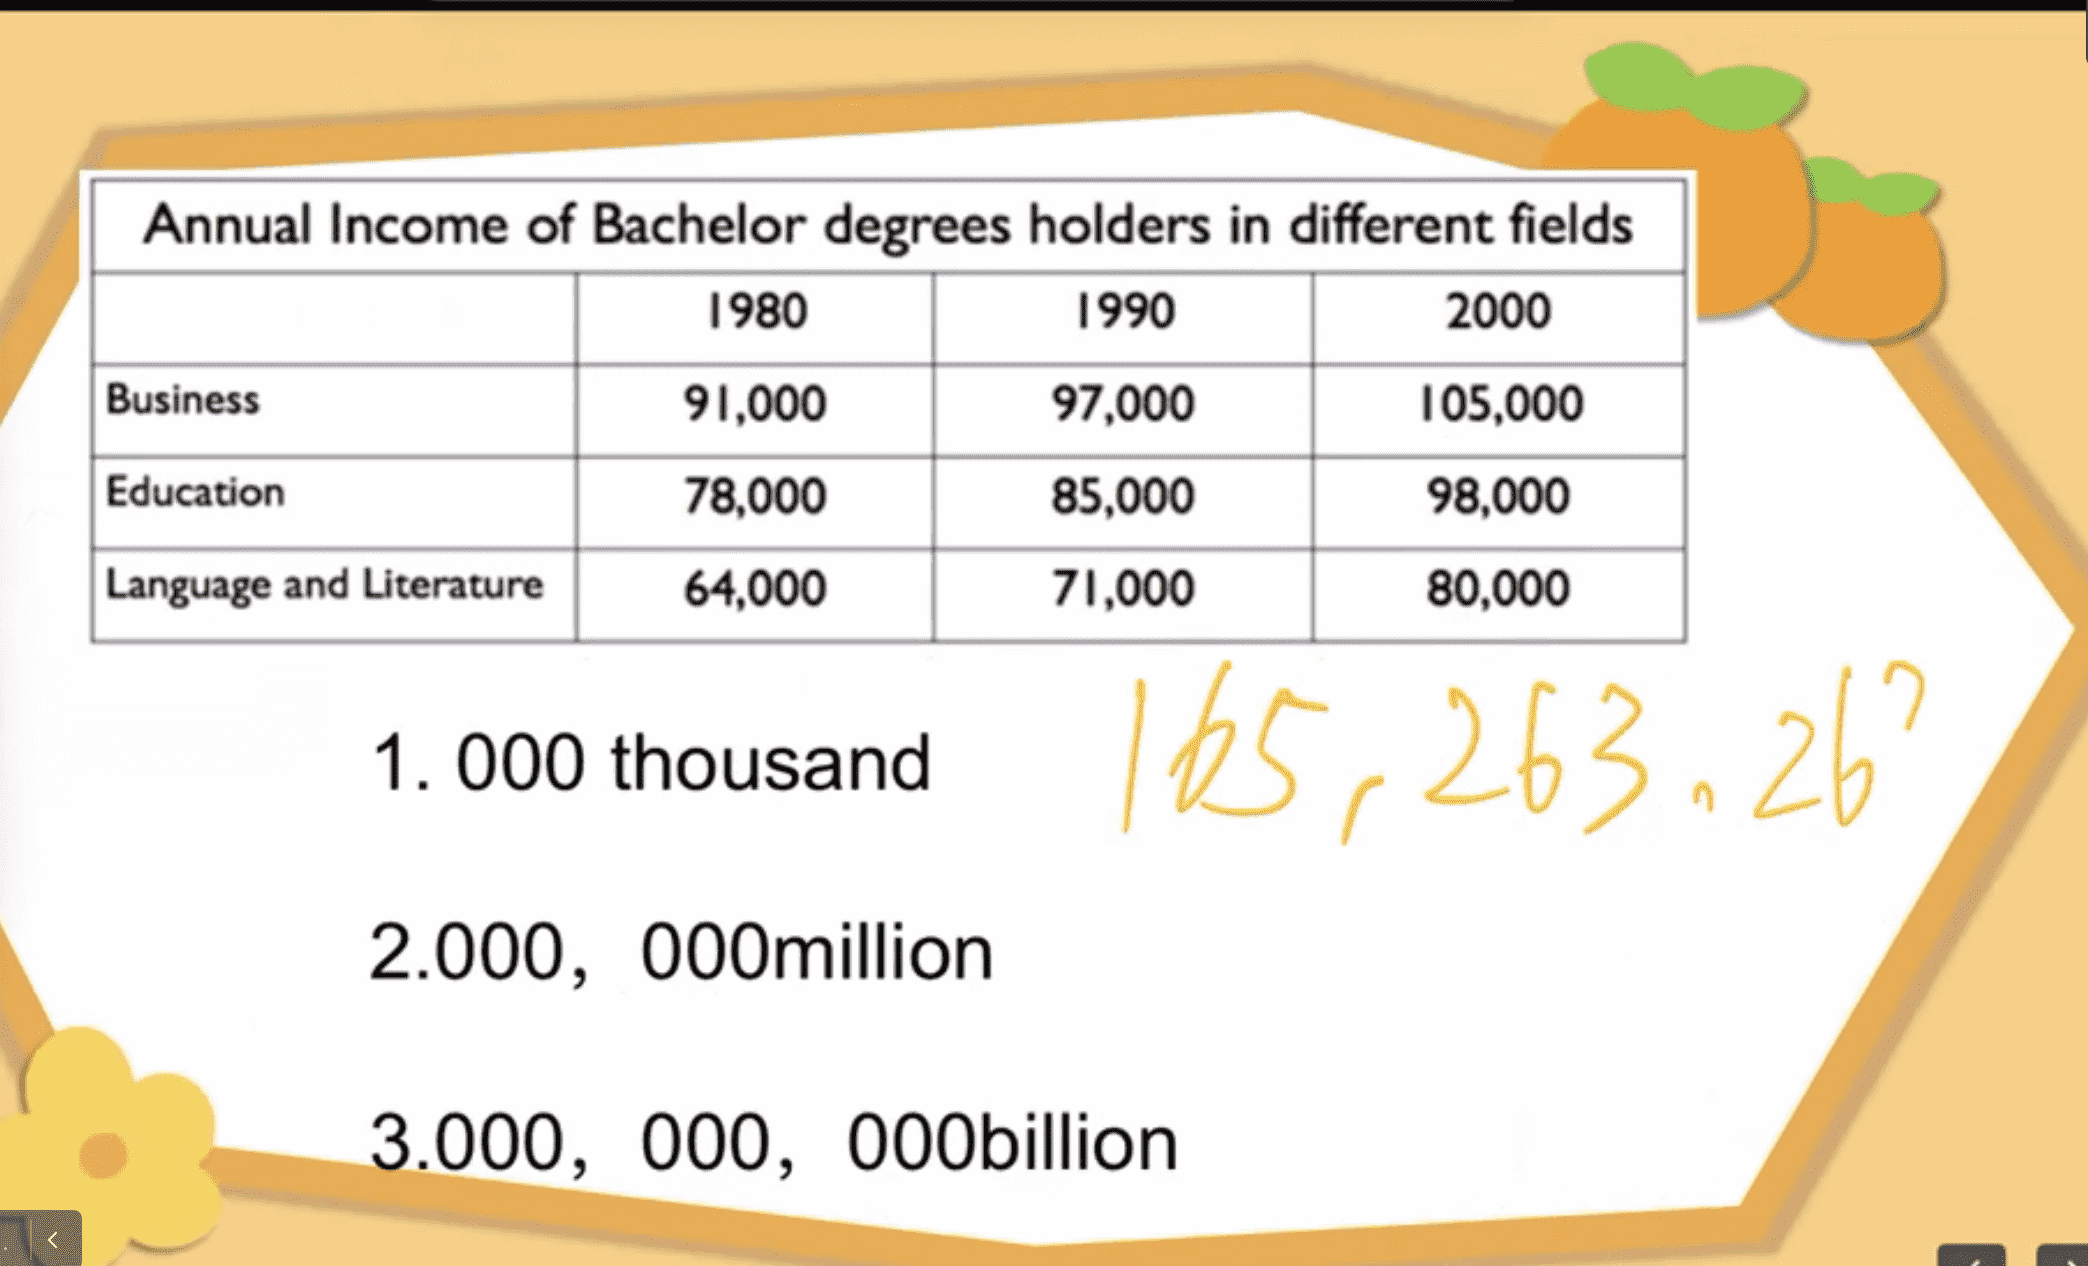 Annual Income of Bachelor degrees holders in different fields
1980 1990 2000
Business 91,000 97,000 105,000
Education 78,000 85,000 98,000
Language and Literature 64,000 71,000 80,000
1. 000 thousand
165,263,267
2.000，000million
3.000，000，000billion